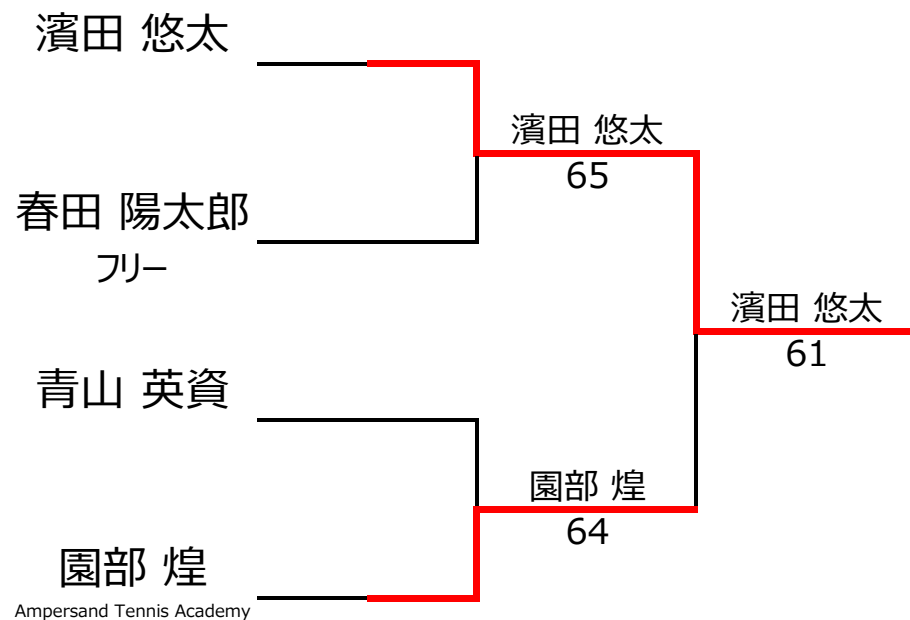 濱田 悠太
濱田 悠太
65
春田 陽太郎
フリー
濱田 悠太
61
青山 英資
園部 煌
64
園部 煌
Ampersand Tennis Academy